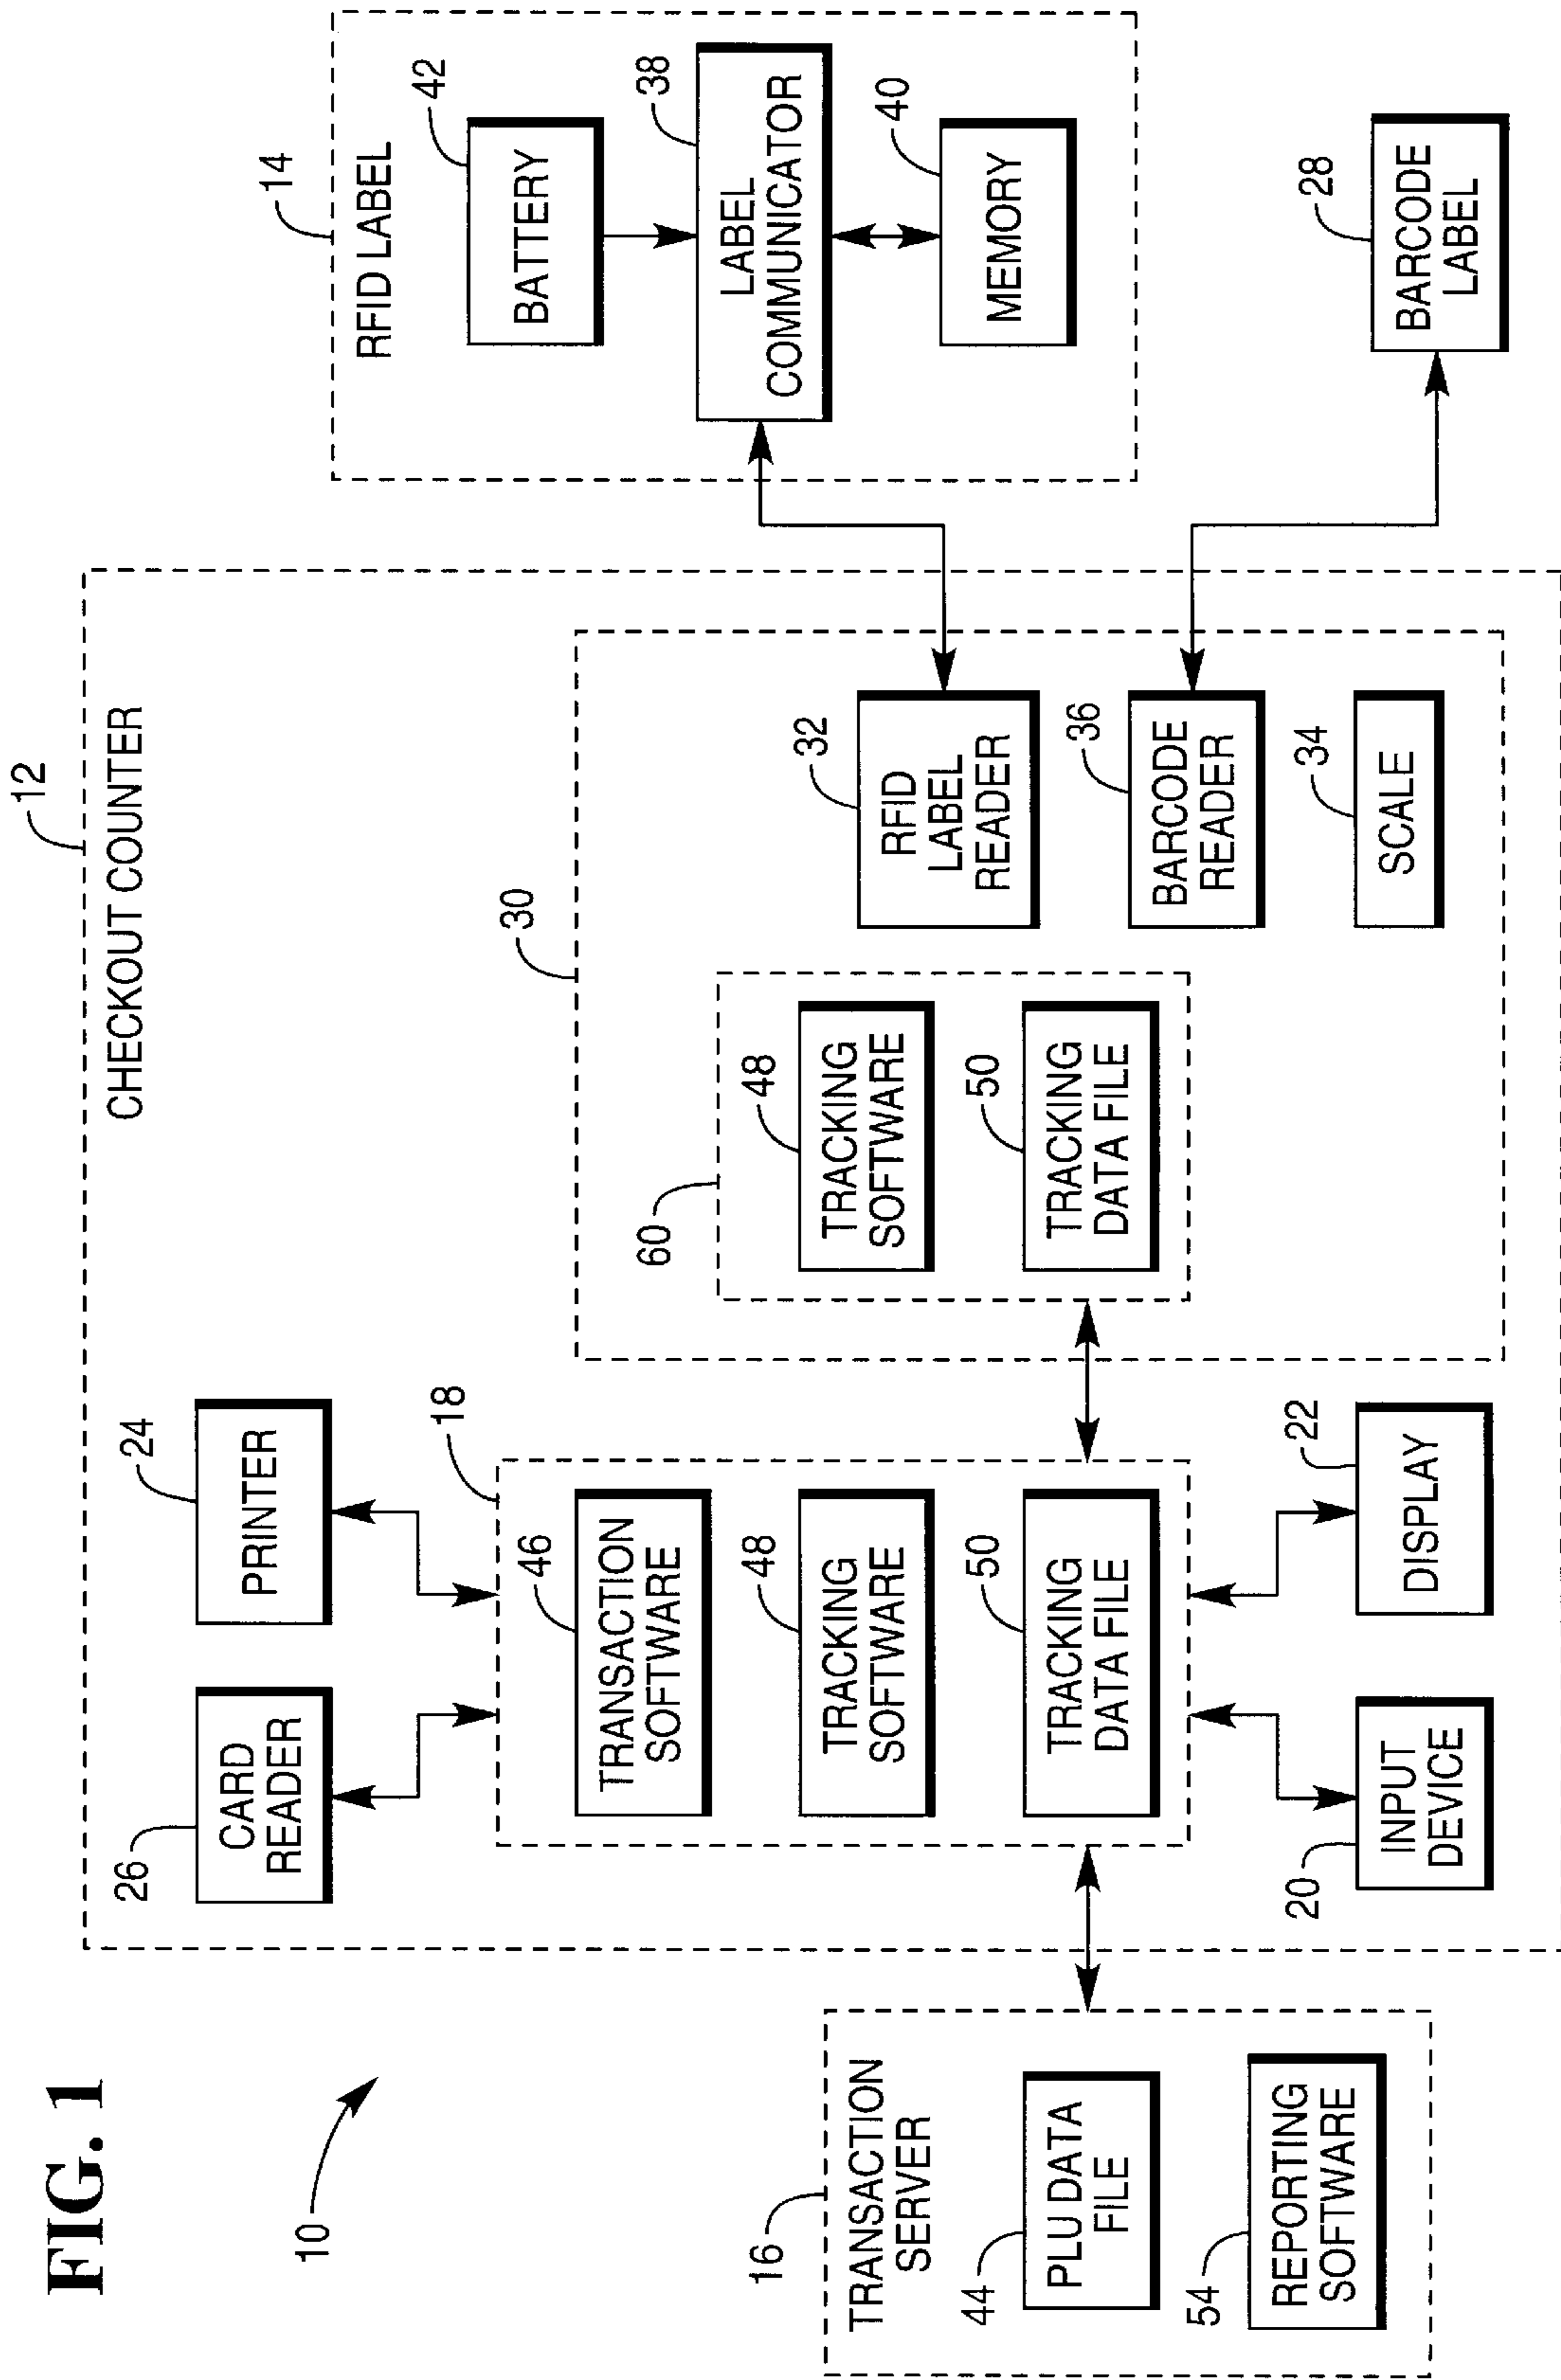 FIG. 1
10
12
CHECKOUT COUNTER
26
CARD
READER
24
PRINTER
18
46
TRANSACTION
SOFTWARE
48
TRACKING
SOFTWARE
50
TRACKING
DATA FILE
20
INPUT
DEVICE
22
DISPLAY
30
60
48
TRACKING
SOFTWARE
50
TRACKING
DATA FILE
32
RFID
LABEL
READER
36
BARCODE
READER
34
SCALE
16
TRANSACTION
SERVER
44
PLU DATA
FILE
54
REPORTING
SOFTWARE
14
RFID LABEL
42
BATTERY
38
LABEL
COMMUNICATOR
40
MEMORY
28
BARCODE
LABEL